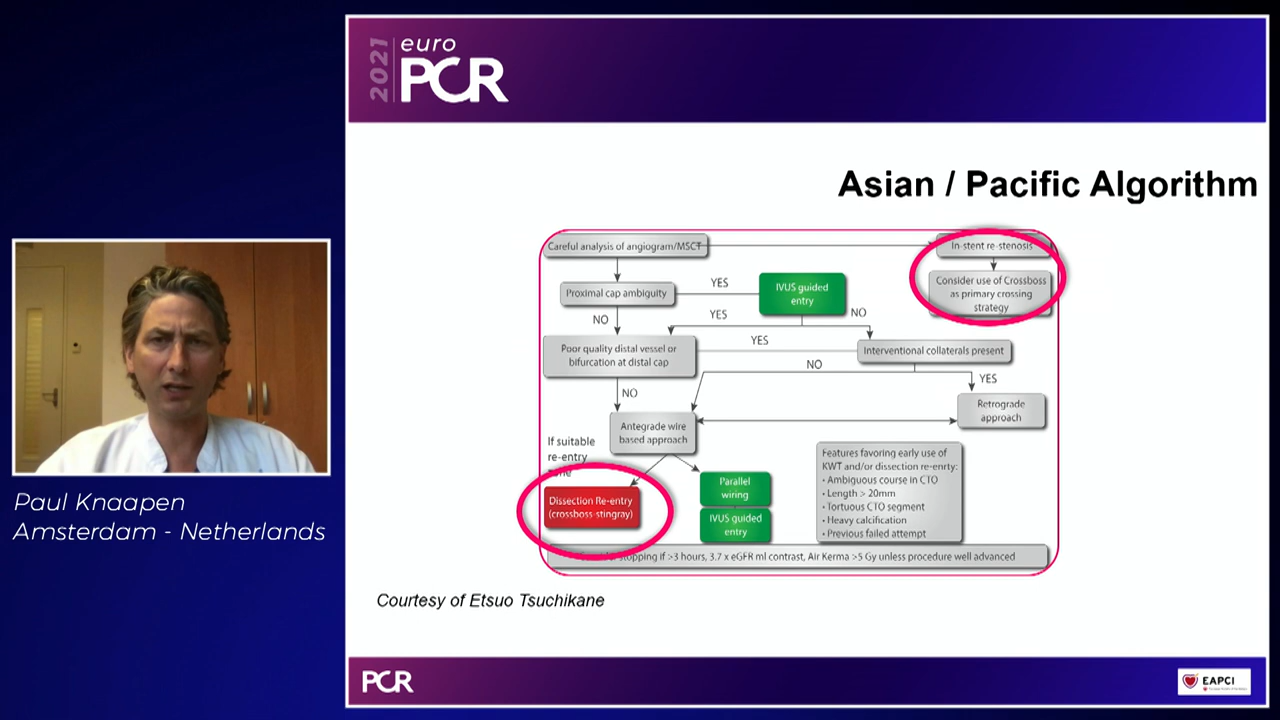 2021
euro
PCR
Asian / Pacific Algorithm
Careful analysis of angiogram/MSCT
In-stent re-stenosis
Proximal cap ambiguity
YES
IVUS guided
entry
Consider use of Crossboss
as primary crossing
strategy
NO
YES
NO
Poor quality distal vessel or
bifurcation at distal cap
YES
Interventional collaterals present
NO
YES
NO
Retrograde
approach
Antegrade wire
based approach
If suitable
re-entry
zone
Dissection Re-entry
(crossboss-stingray)
Parallel
wiring
IVUS guided
entry
Features favoring early use of
KWT and/or dissection re-enrty:
• Ambiguous course in CTO
• Length > 20mm
• Tortuous CTO segment
• Heavy calcification
• Previous failed attempt
stopping if >3 hours, 3.7 x eGFR ml contrast, Air Kerma >5 Gy unless procedure well advanced
Courtesy of Etsuo Tsuchikane
Paul Knaapen
Amsterdam - Netherlands
PCR
EAPCI